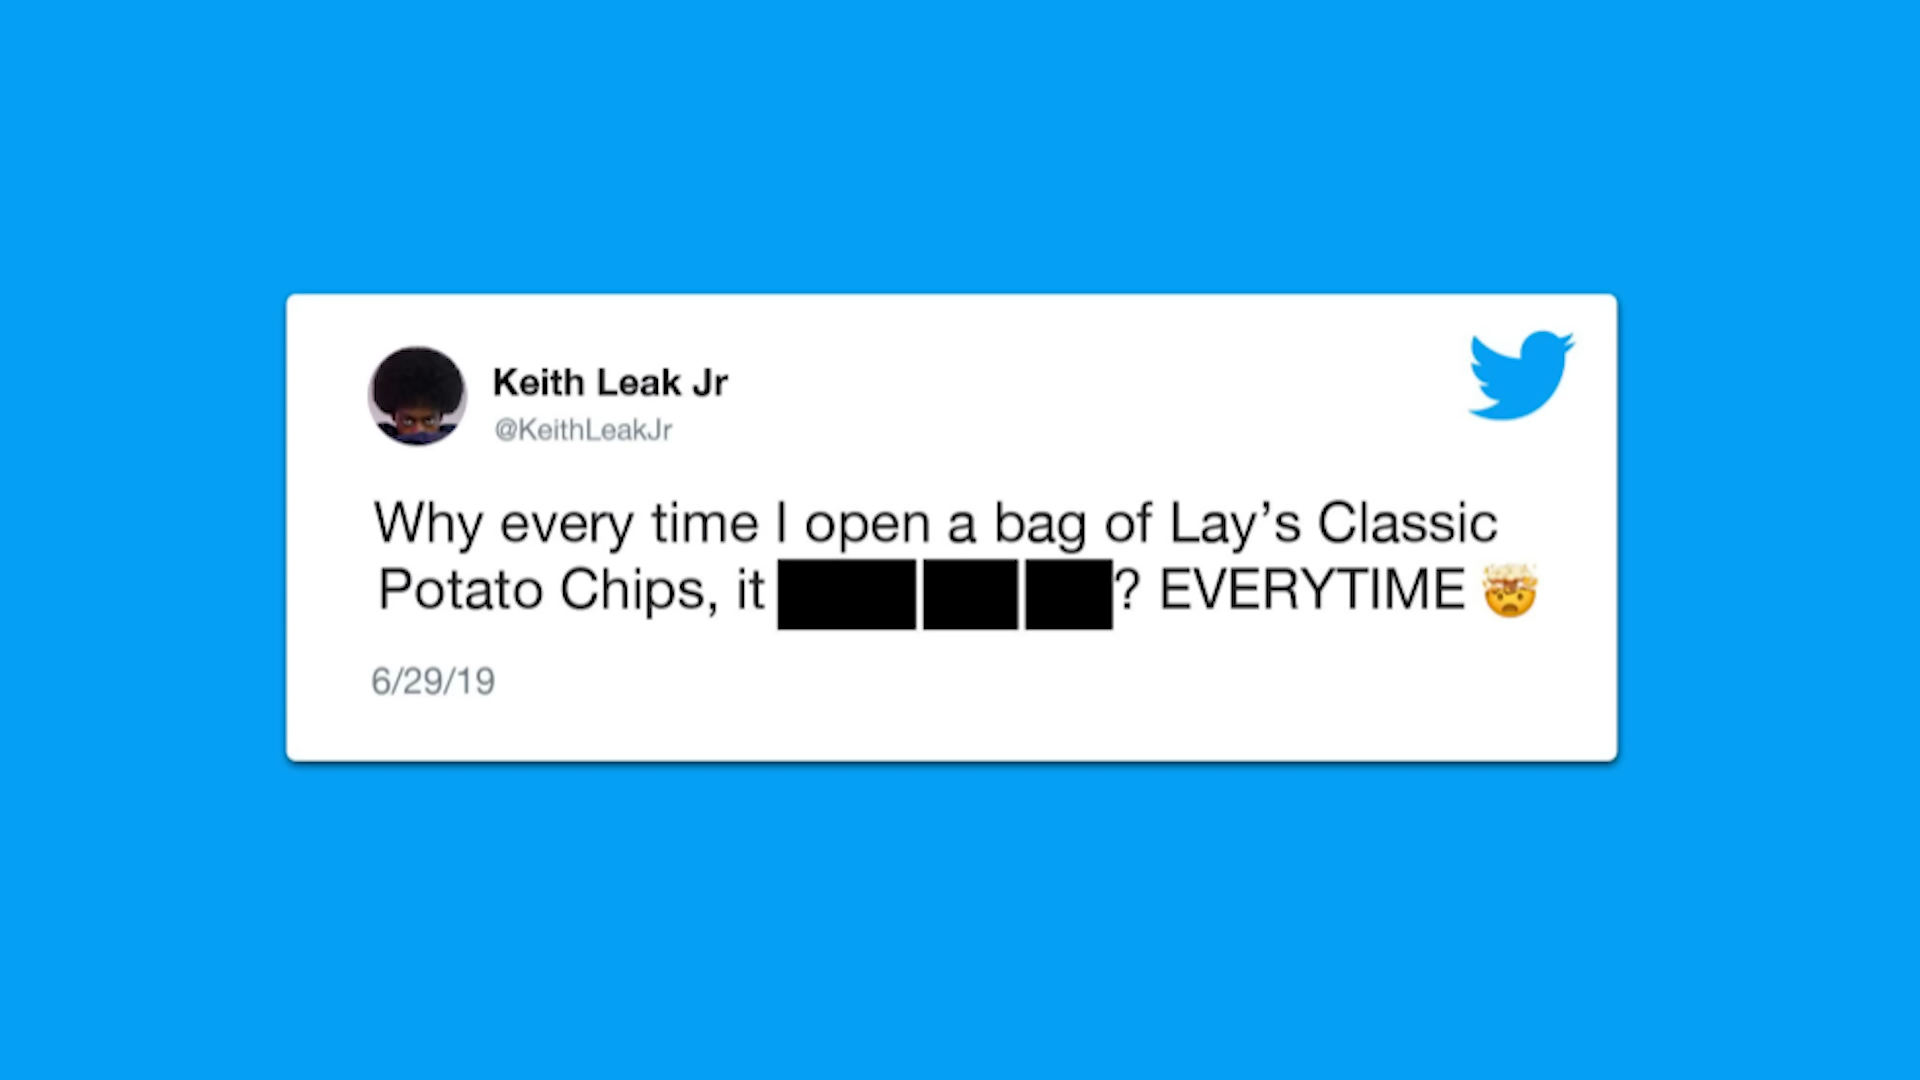 Keith Leak Jr
@KeithLeakJr
Why every time I open a bag of Lay’s Classic
Potato Chips, it ? EVERYTIME 🤯
6/29/19